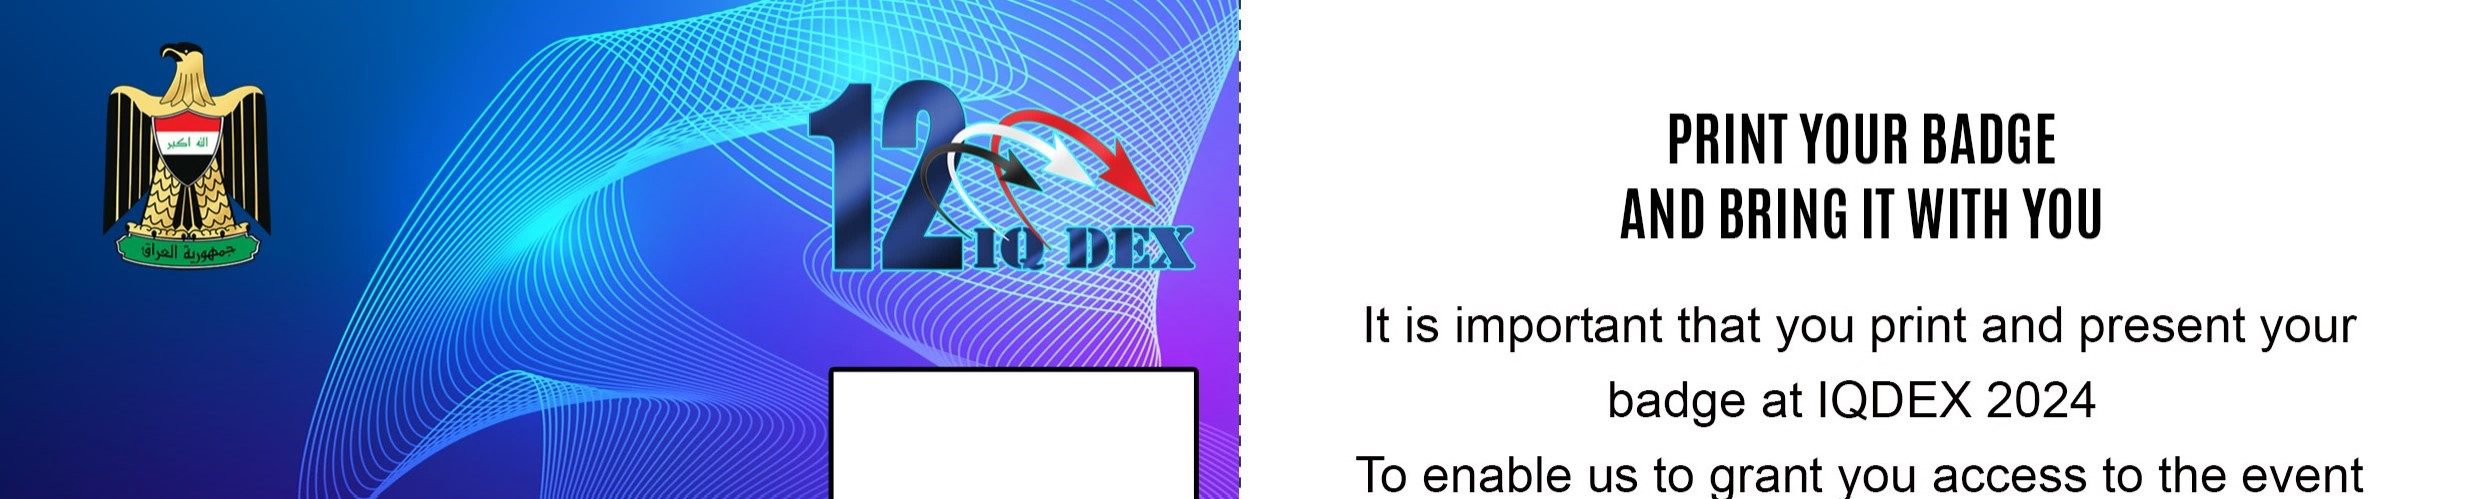 الله اكبر
جمهورية العراق
12
IQ DEX
PRINT YOUR BADGE
AND BRING IT WITH YOU
It is important that you print and present your
badge at IQDEX 2024
To enable us to grant you access to the event